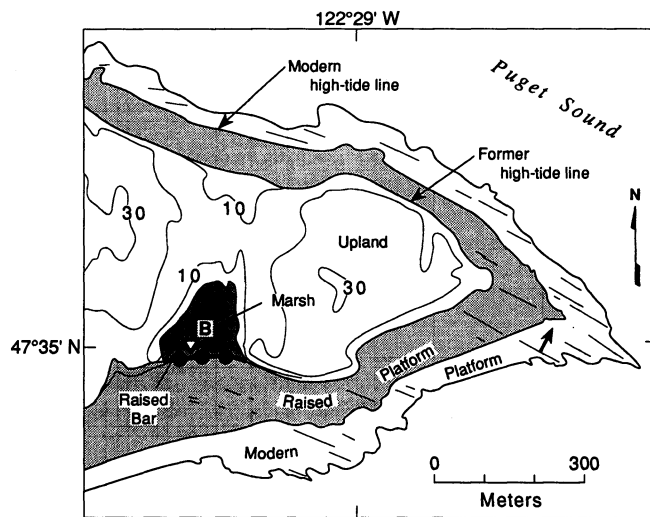 122°29' W
Modern
high-tide line
Puget Sound
Former
high-tide line
N
30
10
Upland
30
10
Marsh
B
47°35' N
Raised
Bar
Raised
Platform
Platform
Modern
0 300
Meters